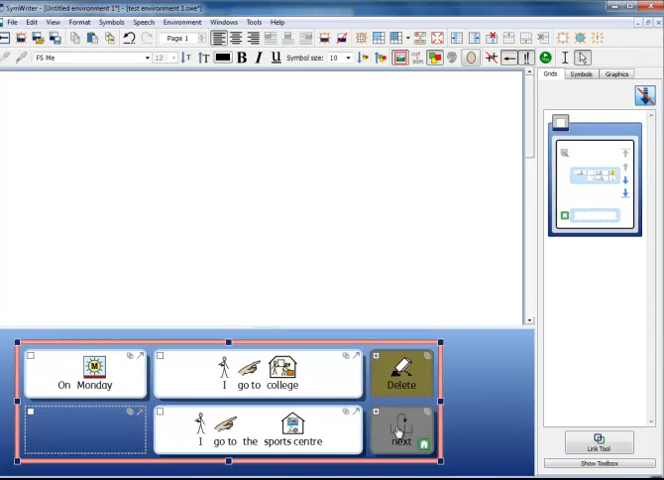 SymWriter - [Untitled environment 1*] - [test environment 1.swe*]
File Edit View Format Symbols Speech Environment Windows Tools Help
Page 1
FS Me 12 B I U Symbol size: 10
Grids Symbols Graphics
M
On Monday
I go to college
Delete
I go to the sports centre
next
Link Tool
Show Toolbox